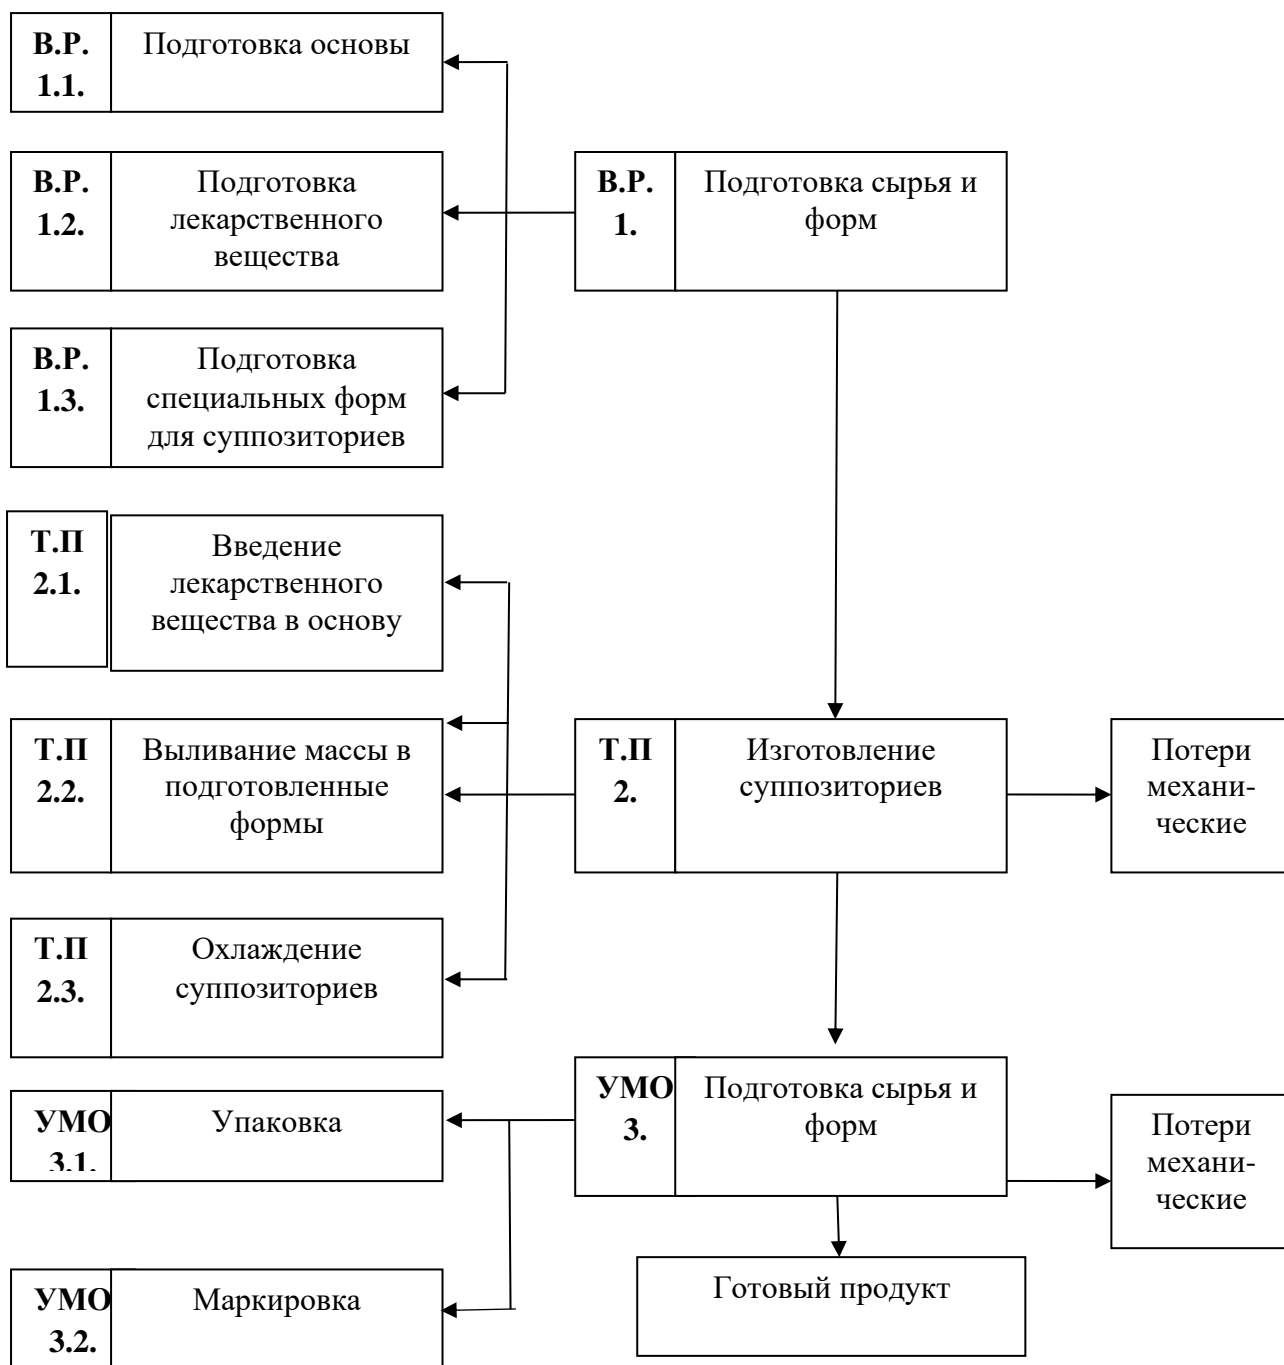 В.Р.
1.1.
Подготовка основы
В.Р.
1.2.
Подготовка
лекарственного
вещества
В.Р.
1.
Подготовка сырья и
форм
В.Р.
1.3.
Подготовка
специальных форм
для суппозиториев
Т.П
2.1.
Введение
лекарственного
вещества в основу
Т.П
2.2.
Выливание массы в
подготовленные
формы
Т.П
2.
Изготовление
суппозиториев
Потери
механи-
ческие
Т.П
2.3.
Охлаждение
суппозиториев
УМО
3.
Подготовка сырья и
форм
УМО
3.1.
Упаковка
Потери
механи-
ческие
УМО
3.2.
Маркировка
Готовый продукт